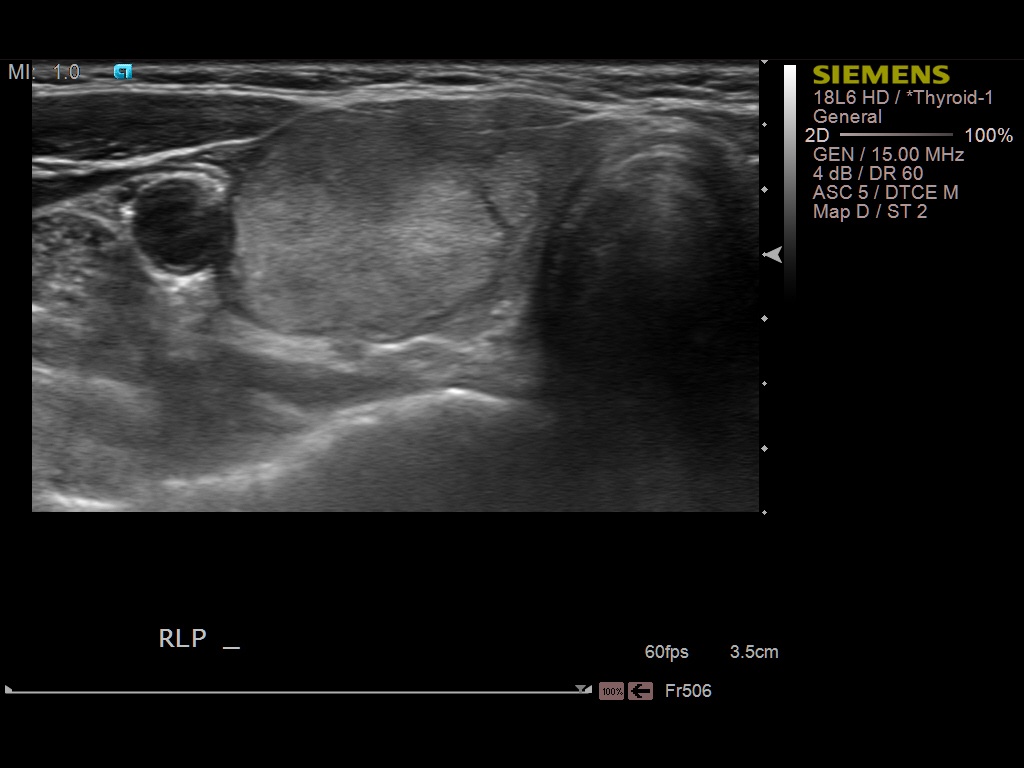 MI: 1.0
SIEMENS
18L6 HD / *Thyroid-1
General
2D 100%
GEN / 15.00 MHz
4 dB / DR 60
ASC 5 / DTCE M
Map D / ST 2
RLP _
60fps 3.5cm
100% Fr506